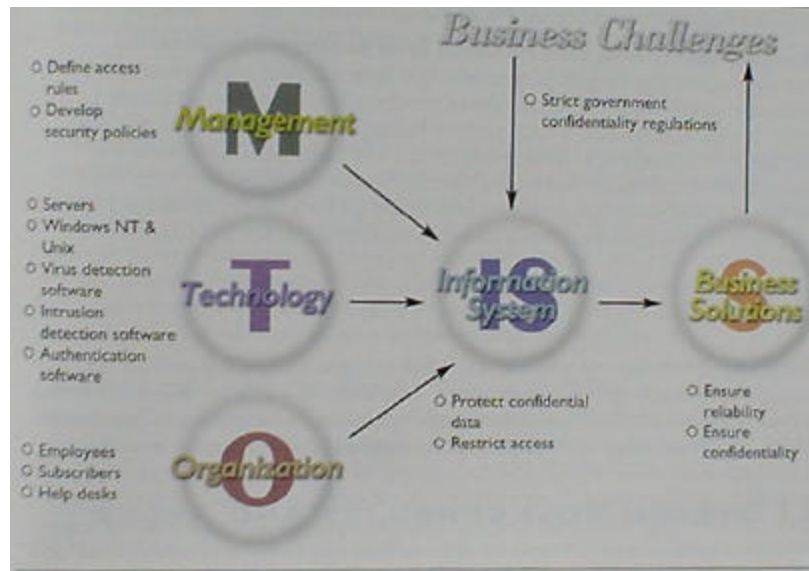 Business Challenges
Define access
rules
Develop
security policies
M
Management
Strict government
confidentiality regulations
Servers
Windows NT &
Unix
Virus detection
software
Intrusion
detection software
Authentication
software
T
Technology
IS
Information
System
S
Business
Solutions
Protect confidential
data
Restrict access
Ensure
reliability
Ensure
confidentiality
Employees
Subscribers
Help desks
O
Organization